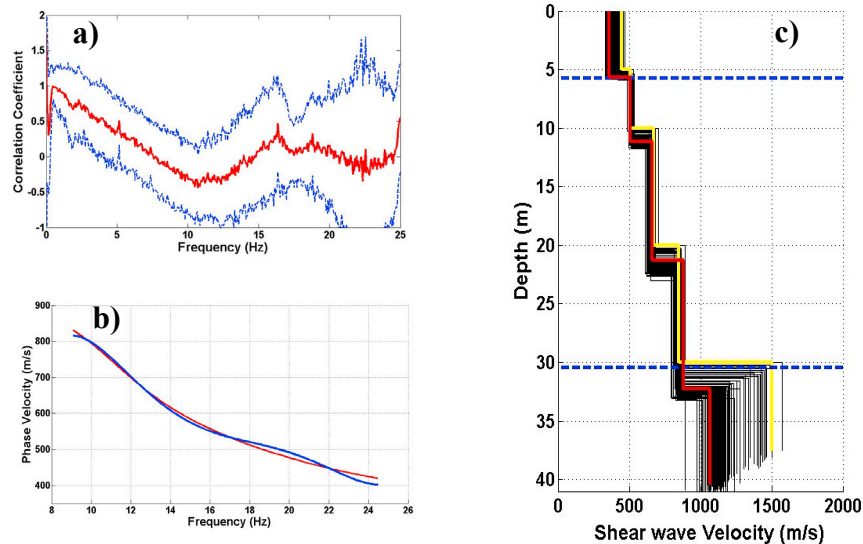 a)
2
1.5
1
0.5
0
-0.5
-1
0 5 10 15 20 25
Correlation Coefficient
Frequency (Hz)
b)
900
800
700
600
500
400
8 10 12 14 16 18 20 22 24 26
Phase Velocity (m/s)
Frequency (Hz)
c)
0
5
10
15
20
25
30
35
40
0 500 1000 1500 2000
Depth (m)
Shear wave Velocity (m/s)